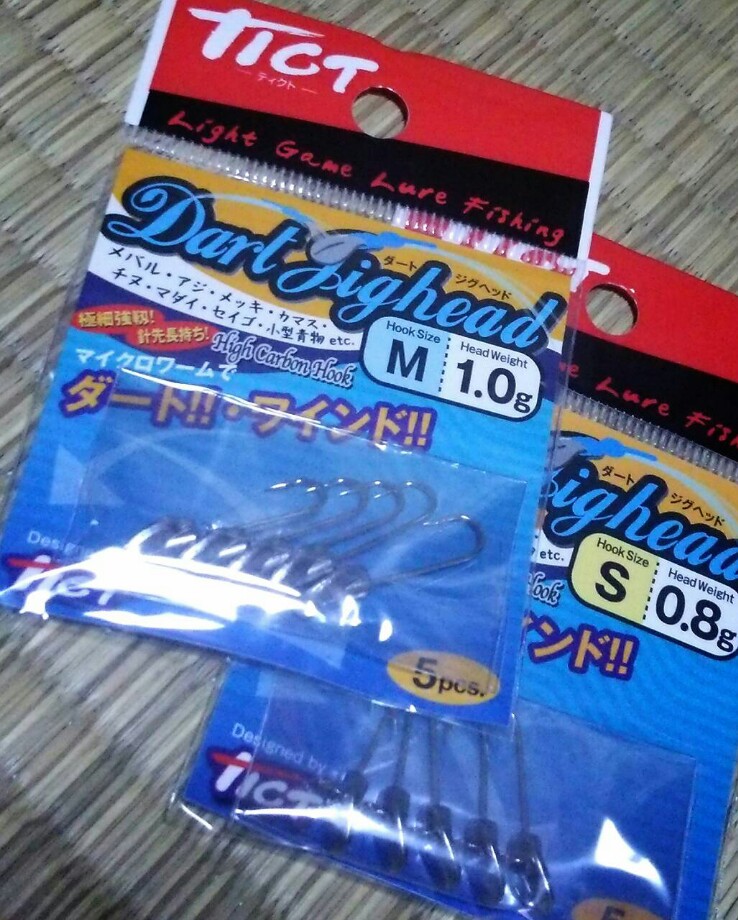 TICT
ティクト
Light Game Lure Fishing
Dart Jighead
ダート ジグヘッド
メバル・アジ・メッキ・カマス・
チヌ・マダイ・セイゴ・小型青物 etc.
極細強靭!
針先長持ち!
High Carbon Hook
Hook Size
M
Head Weight
1.0g
マイクロワームで
ダート!!・ワインド!!
Designed
TICT
5pcs.
Lure Fish
ダート ジグヘッド
Jighead
etc.
Hook
Hook Size
S
Head Weight
0.8g
インド!!
Designed by
TICT
5